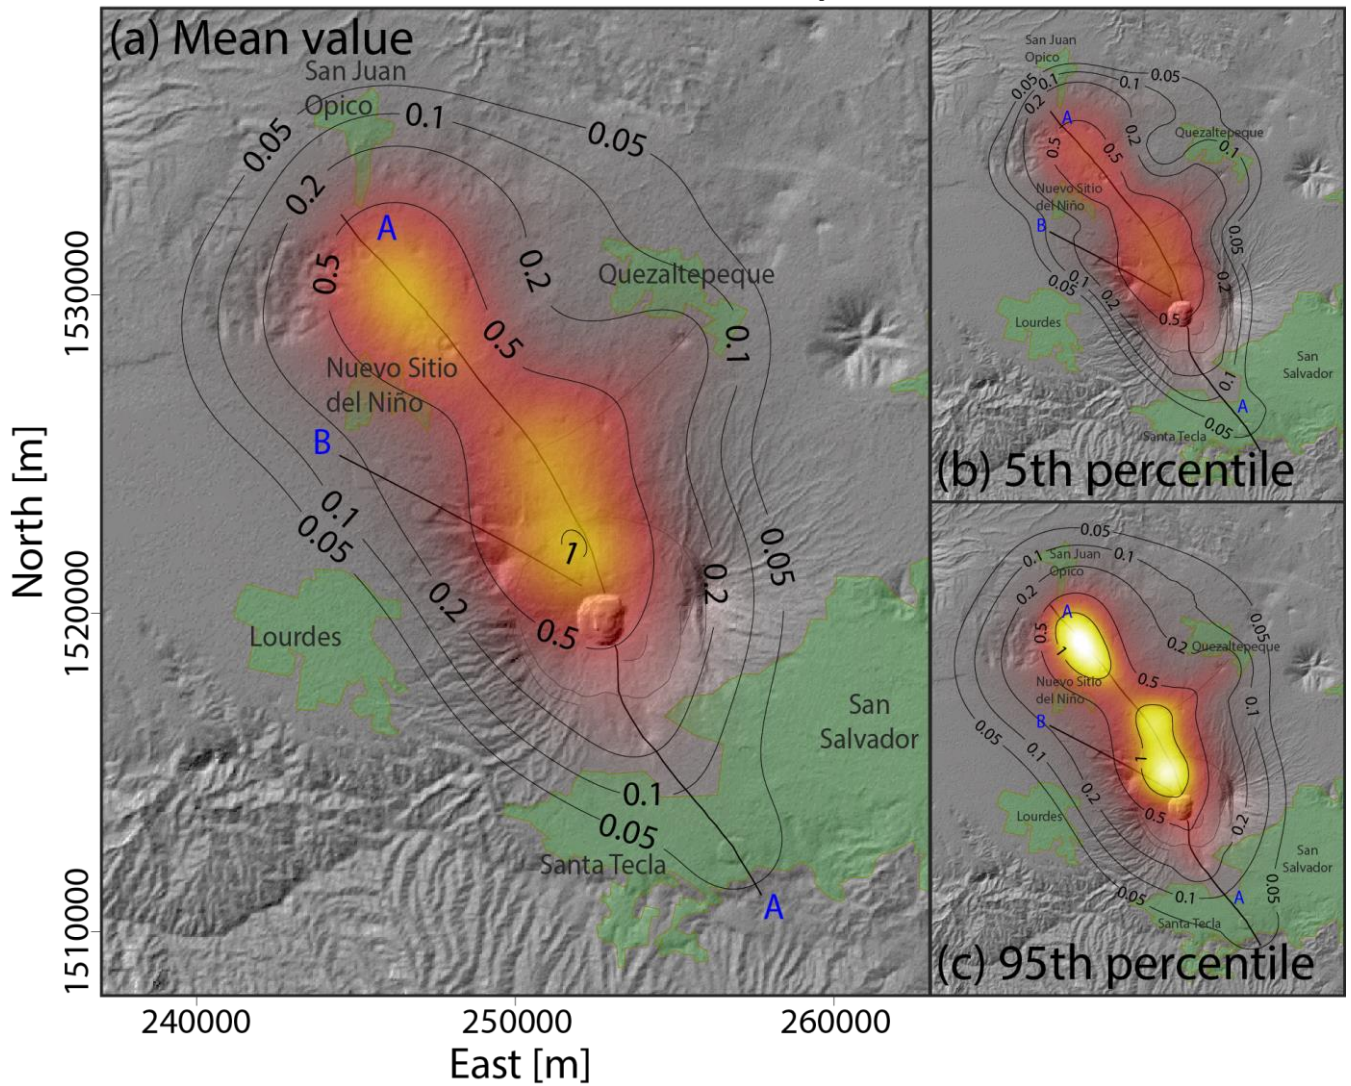 (a) Mean value
San Juan
Opico
0.05
0.1
0.05
0.2
A
0.5
0.2
Quezaltepeque
0.5
0.1
Nuevo Sitio
del Niño
B
0.1
0.05
0.2
1
0.5
0.2
0.05
Lourdes
San
Salvador
0.1
0.05
Santa Tecla
A
1530000
1520000
1510000
North [m]
240000
250000
260000
East [m]
San Juan
Opico
0.05
0.1
0.2
0.1
0.05
A
0.2
Quezaltepeque
0.1
0.5
0.5
Nuevo Sitio
del Niño
B
0.05
0.1
0.05
0.2
0.2
0.5
Lourdes
San
Salvador
0.1
A
0.05
Santa Tecla
(b) 5th percentile
0.05
0.1
San Juan
Opico
0.1
0.2
A
0.5
1
0.05
0.2
Quezaltepeque
Nuevo Sitio
del Niño
0.5
B
0.05
0.1
0.1
1
0.2
0.5
0.2
Lourdes
San
Salvador
0.05
0.1
A
0.05
Santa Tecla
(c) 95th percentile